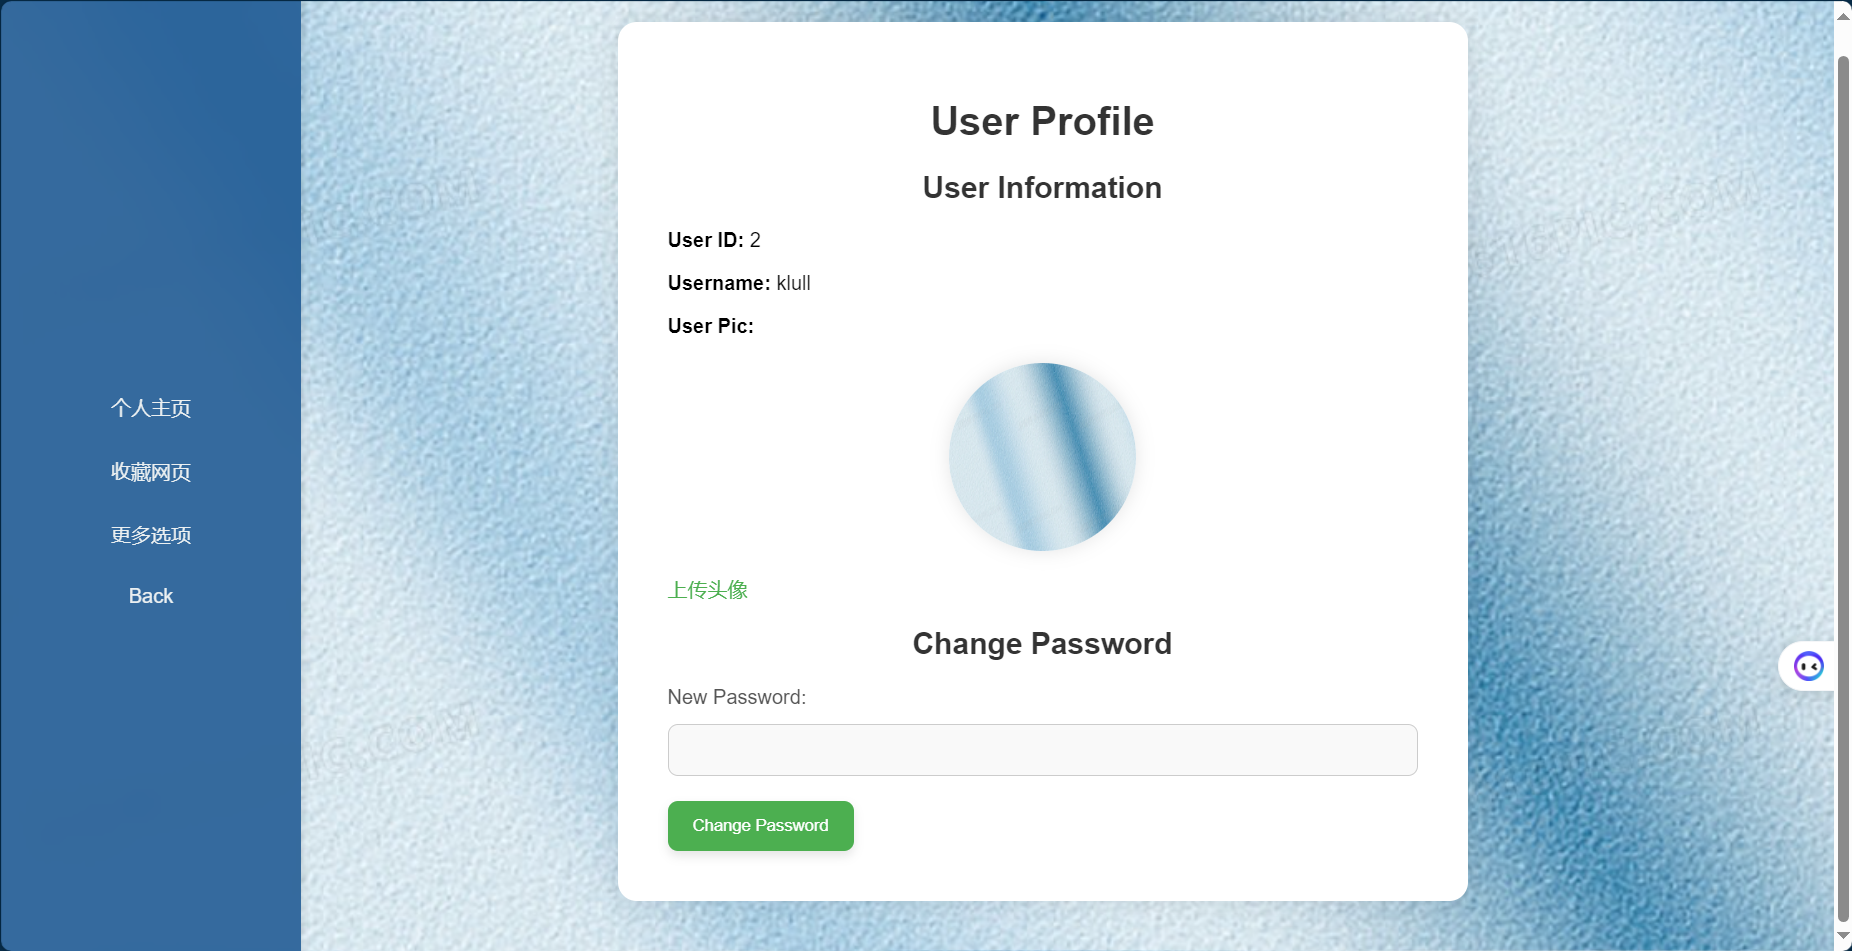 个人主页
收藏网页
更多选项
Back
User Profile
User Information
User ID: 2
Username: klull
User Pic:
上传头像
Change Password
New Password:
Change Password